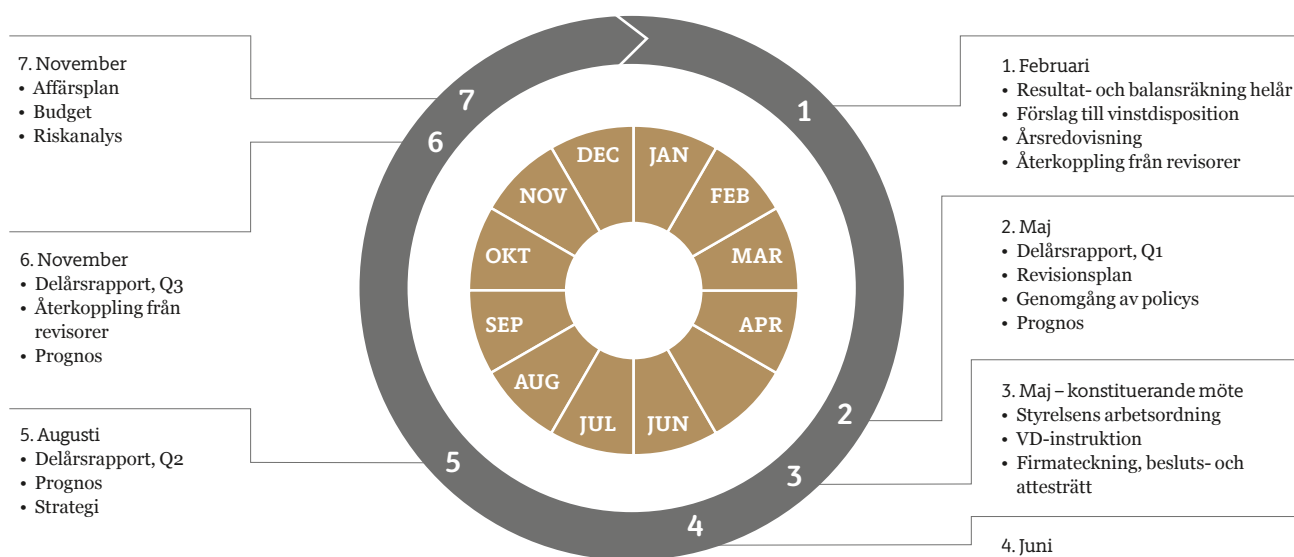 7. November
• Affärsplan
• Budget
• Riskanalys
6. November
• Delårsrapport, Q3
• Återkoppling från
revisorer
• Prognos
5. Augusti
• Delårsrapport, Q2
• Prognos
• Strategi
7
6
5
4
3
2
1
DEC
JAN
NOV
FEB
OKT
MAR
SEP
APR
AUG
JUL
JUN
1. Februari
• Resultat- och balansräkning helår
• Förslag till vinstdisposition
• Årsredovisning
• Återkoppling från revisorer
2. Maj
• Delårsrapport, Q1
• Revisionsplan
• Genomgång av policys
• Prognos
3. Maj – konstituerande möte
• Styrelsens arbetsordning
• VD-instruktion
• Firmateckning, besluts- och
attesträtt
4. Juni